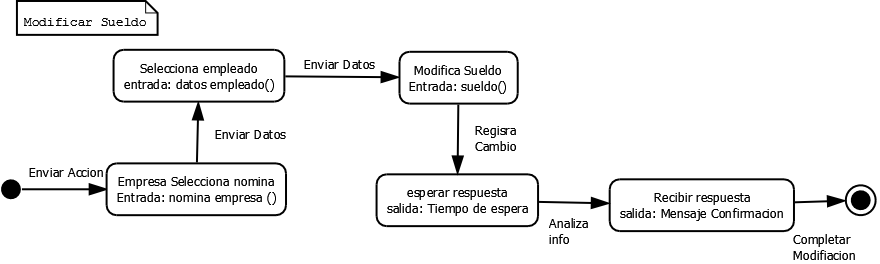 Modificar Sueldo
Selecciona empleado
entrada: datos empleado()
Enviar Datos
Modifica Sueldo
Entrada: sueldo()
Enviar Datos
Regisra
Cambio
Enviar Accion
Empresa Selecciona nomina
Entrada: nomina empresa ()
esperar respuesta
salida: Tiempo de espera
Analiza
info
Recibir respuesta
salida: Mensaje Confirmacion
Completar
Modifiacion